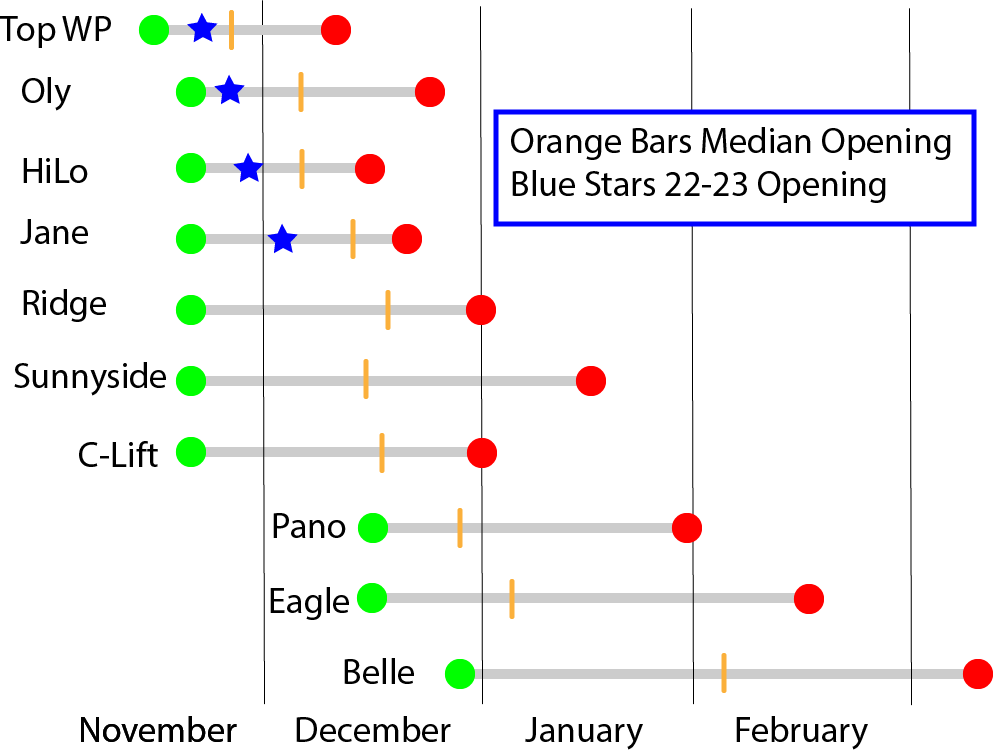 Top WP
Oly
Orange Bars Median Opening
Blue Stars 22-23 Opening
HiLo
Jane
Ridge
Sunnyside
C-Lift
Pano
Eagle
Belle
November December January February